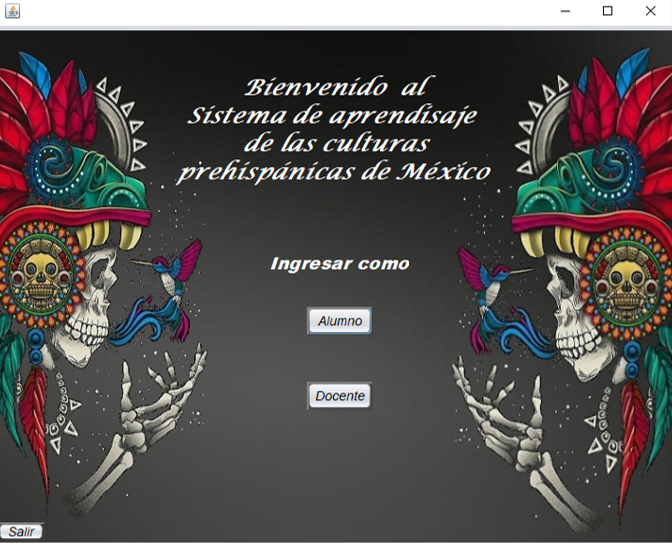 Bienvenido al
Sistema de aprendisaje
de las culturas
prehispánicas de México
Ingresar como
Alumno
Docente
Salir